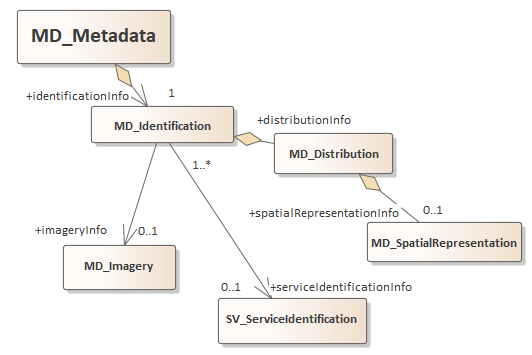 MD_Metadata
+identificationInfo
1
MD_Identification
+distributionInfo
MD_Distribution
1..*
+spatialRepresentationInfo
0..1
+imageryInfo
0..1
MD_SpatialRepresentation
MD_Imagery
0..1
+serviceIdentificationInfo
SV_ServiceIdentification